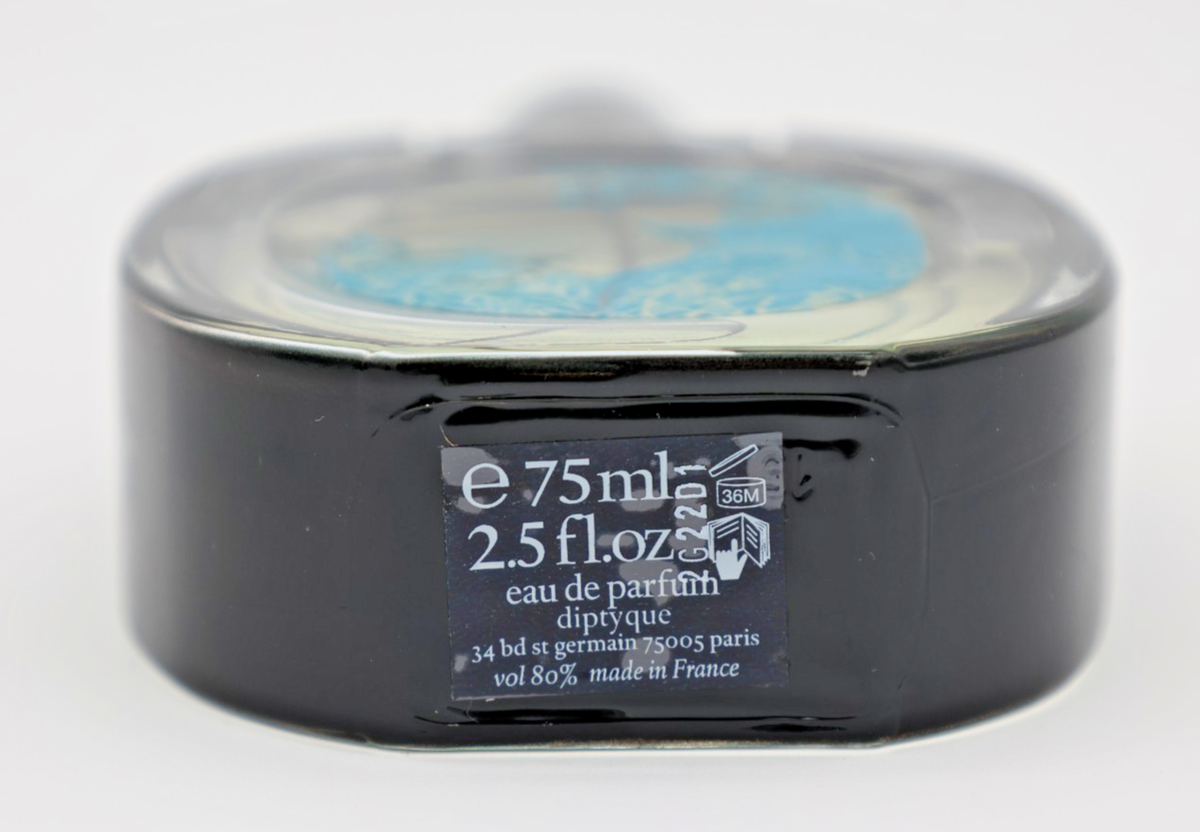 ℮ 75ml
2.5 fl.oz
eau de parfum
diptyque
34 bd st germain 75005 paris
vol 80% made in France
36M
2C22D1